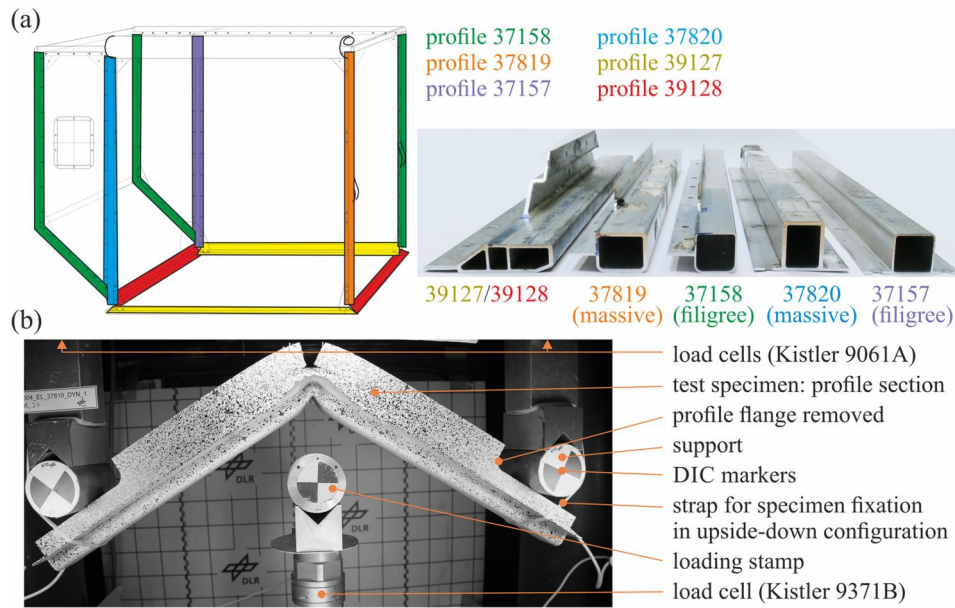 (a)
profile 37158
profile 37819
profile 37157
profile 37820
profile 39127
profile 39128
39127/39128
37819
(massive)
37158
(filigree)
37820
(massive)
37157
(filigree)
(b)
load cells (Kistler 9061A)
test specimen: profile section
profile flange removed
support
DIC markers
strap for specimen fixation
in upside-down configuration
loading stamp
load cell (Kistler 9371B)
EL_37819_DYN_1
DLR
DLR
DLR